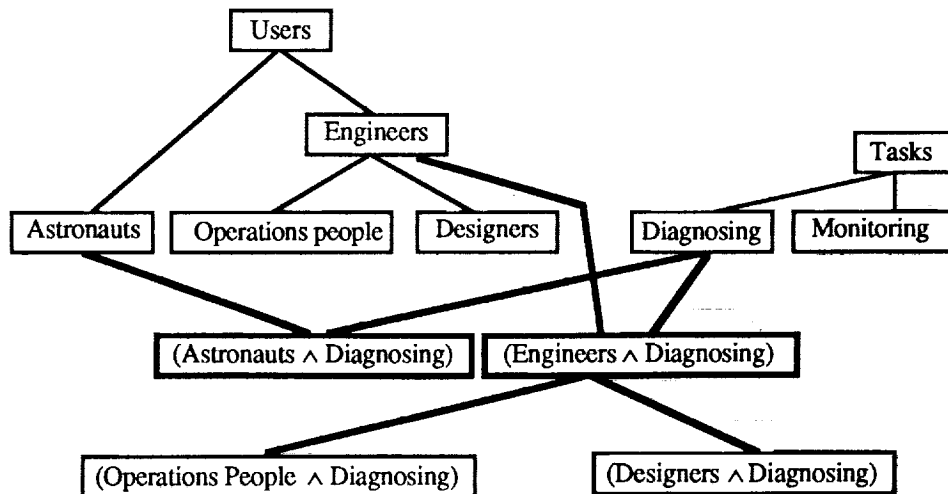 Users
Engineers
Tasks
Astronauts
Operations people
Designers
Diagnosing
Monitoring
(Astronauts ∧ Diagnosing)
(Engineers ∧ Diagnosing)
(Operations People ∧ Diagnosing)
(Designers ∧ Diagnosing)